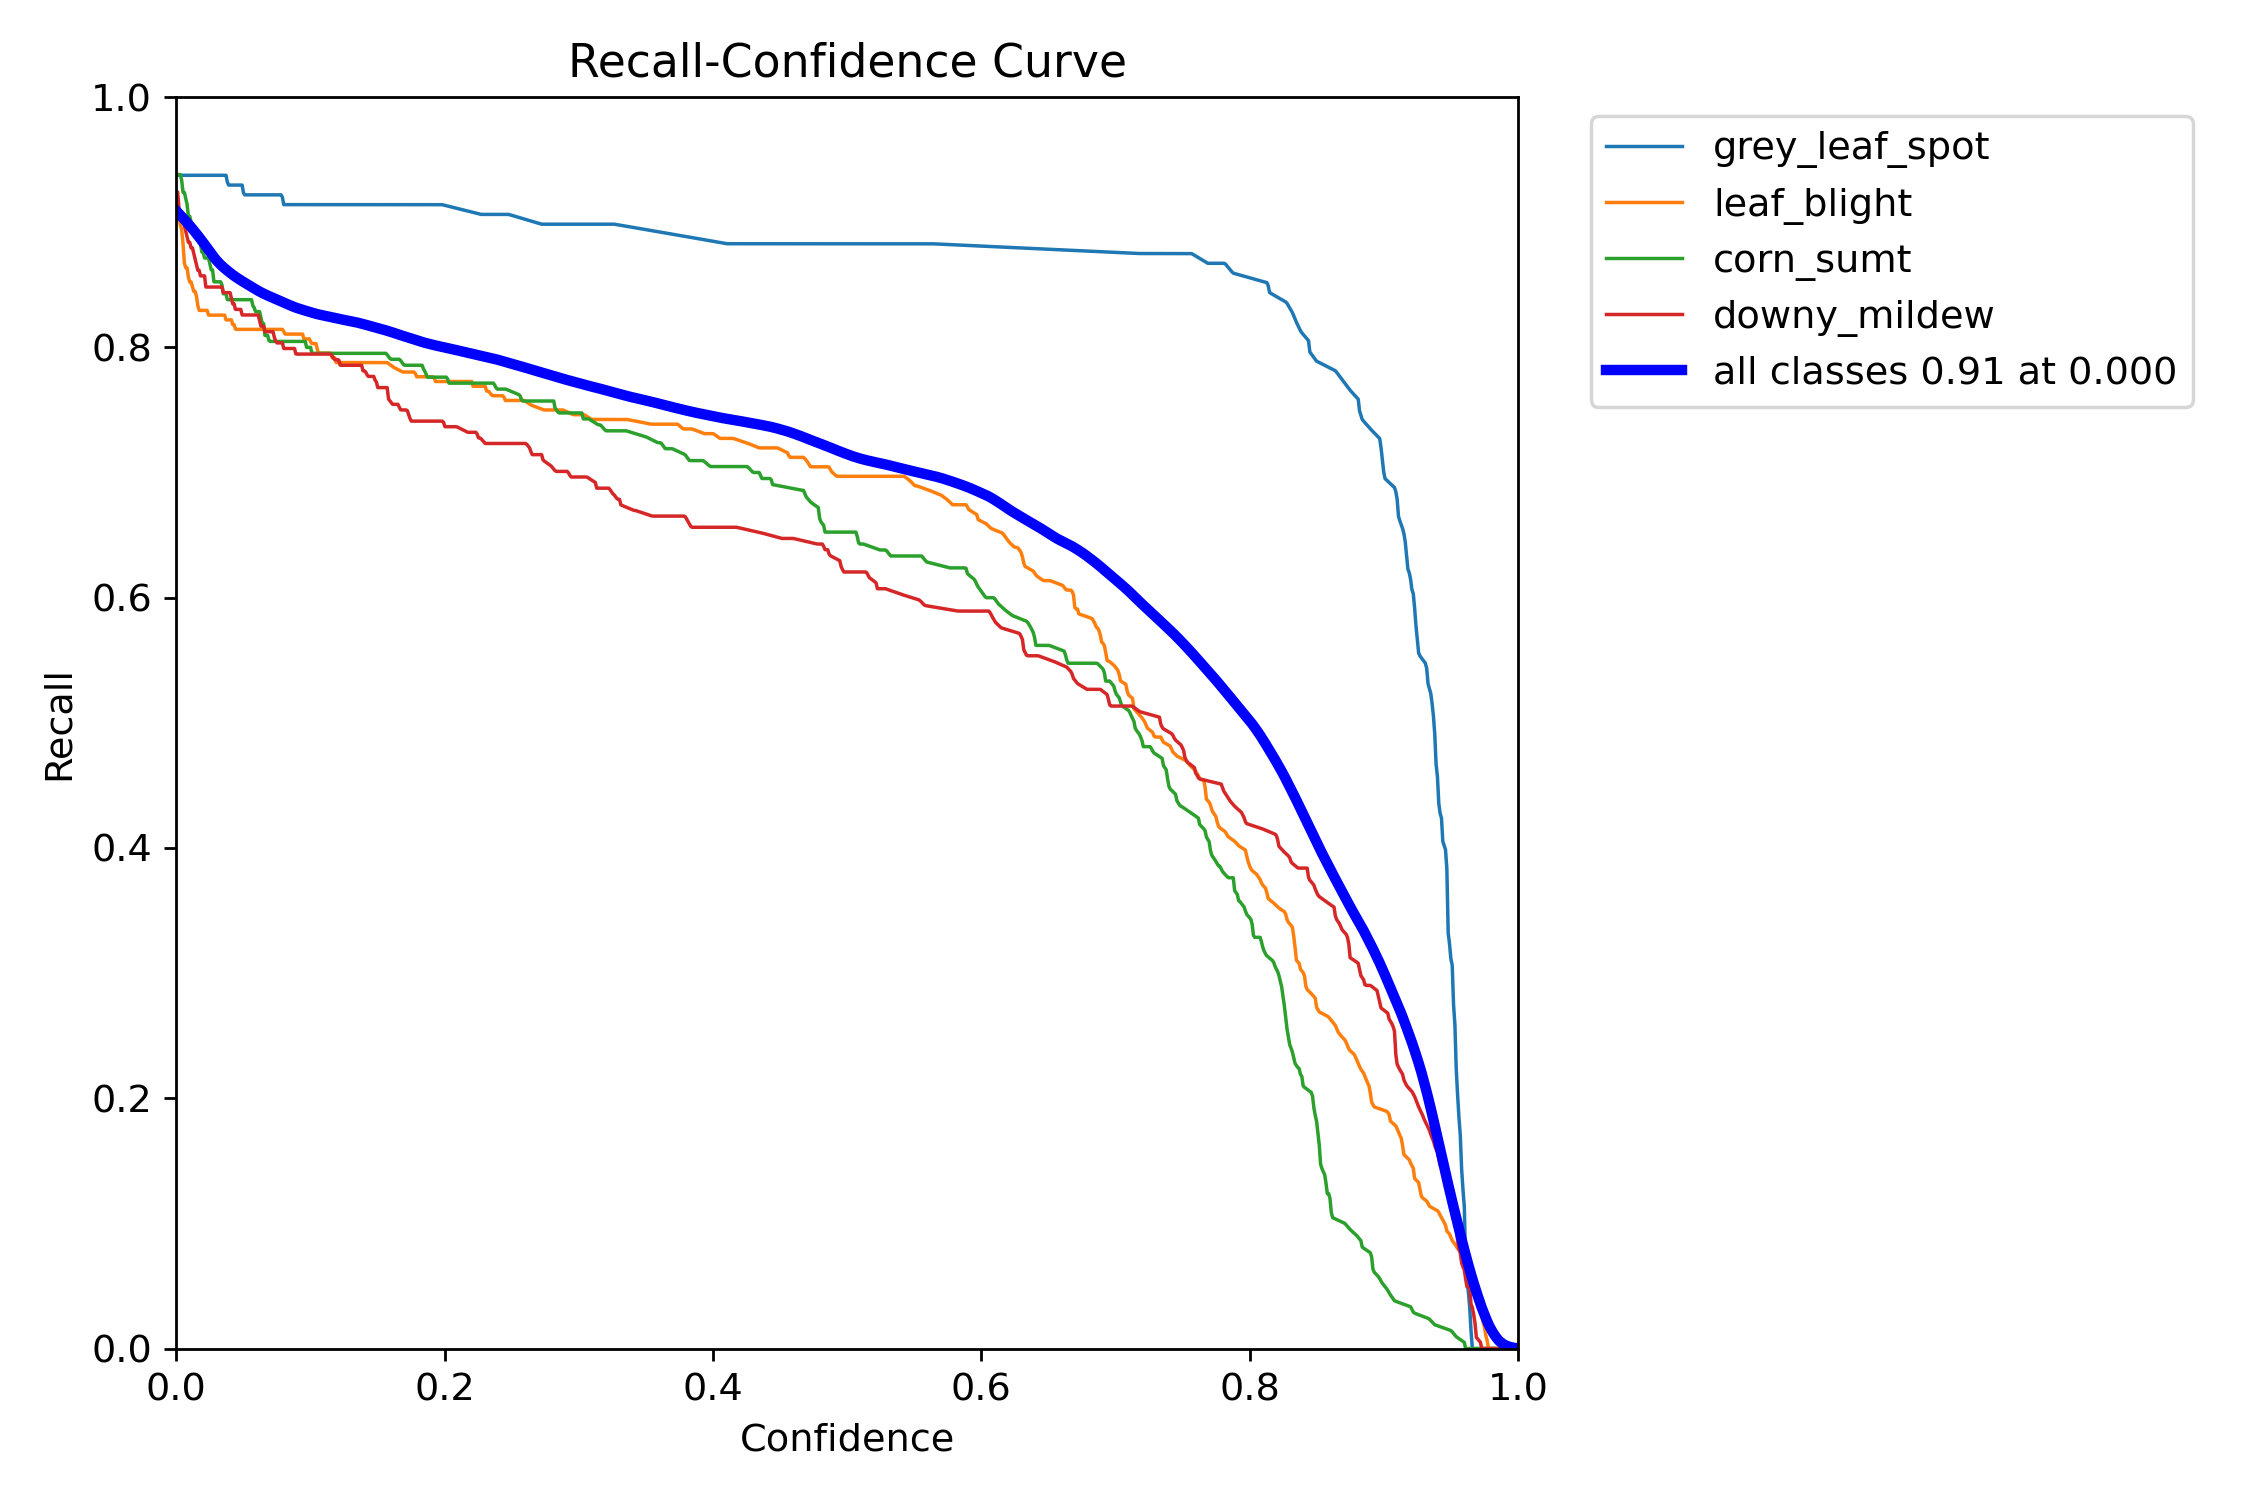 Recall-Confidence Curve
1.0
0.8
0.6
0.4
0.2
0.0
Recall
0.0 0.2 0.4 0.6 0.8 1.0
Confidence
grey_leaf_spot
leaf_blight
corn_sumt
downy_mildew
all classes 0.91 at 0.000